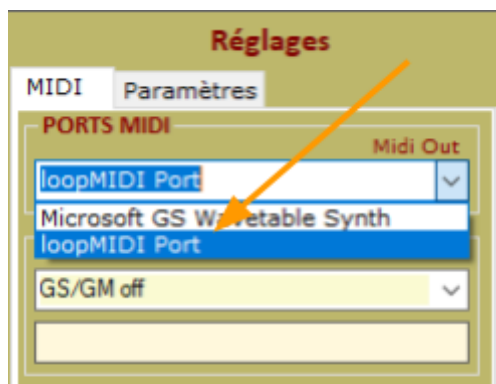 Réglages
MIDI Paramètres
PORTS MIDI
Midi Out
loopMIDI Port
Microsoft GS Wavetable Synth
loopMIDI Port
GS/GM off